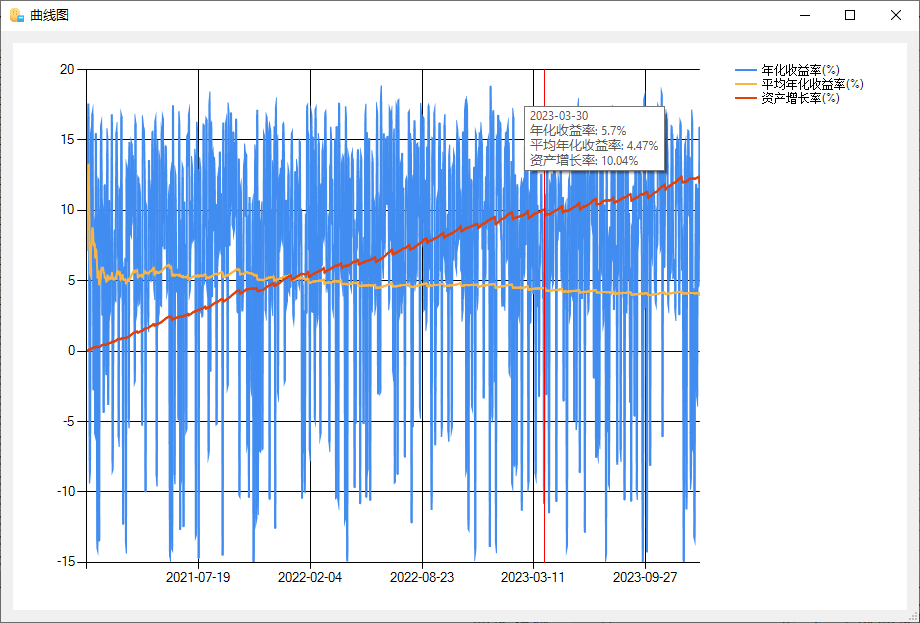 曲线图
年化收益率(%)
平均年化收益率(%)
资产增长率(%)
20
15
10
5
0
-5
-10
-15
2023-03-30
年化收益率: 5.7%
平均年化收益率: 4.47%
资产增长率: 10.04%
2021-07-19
2022-02-04
2022-08-23
2023-03-11
2023-09-27